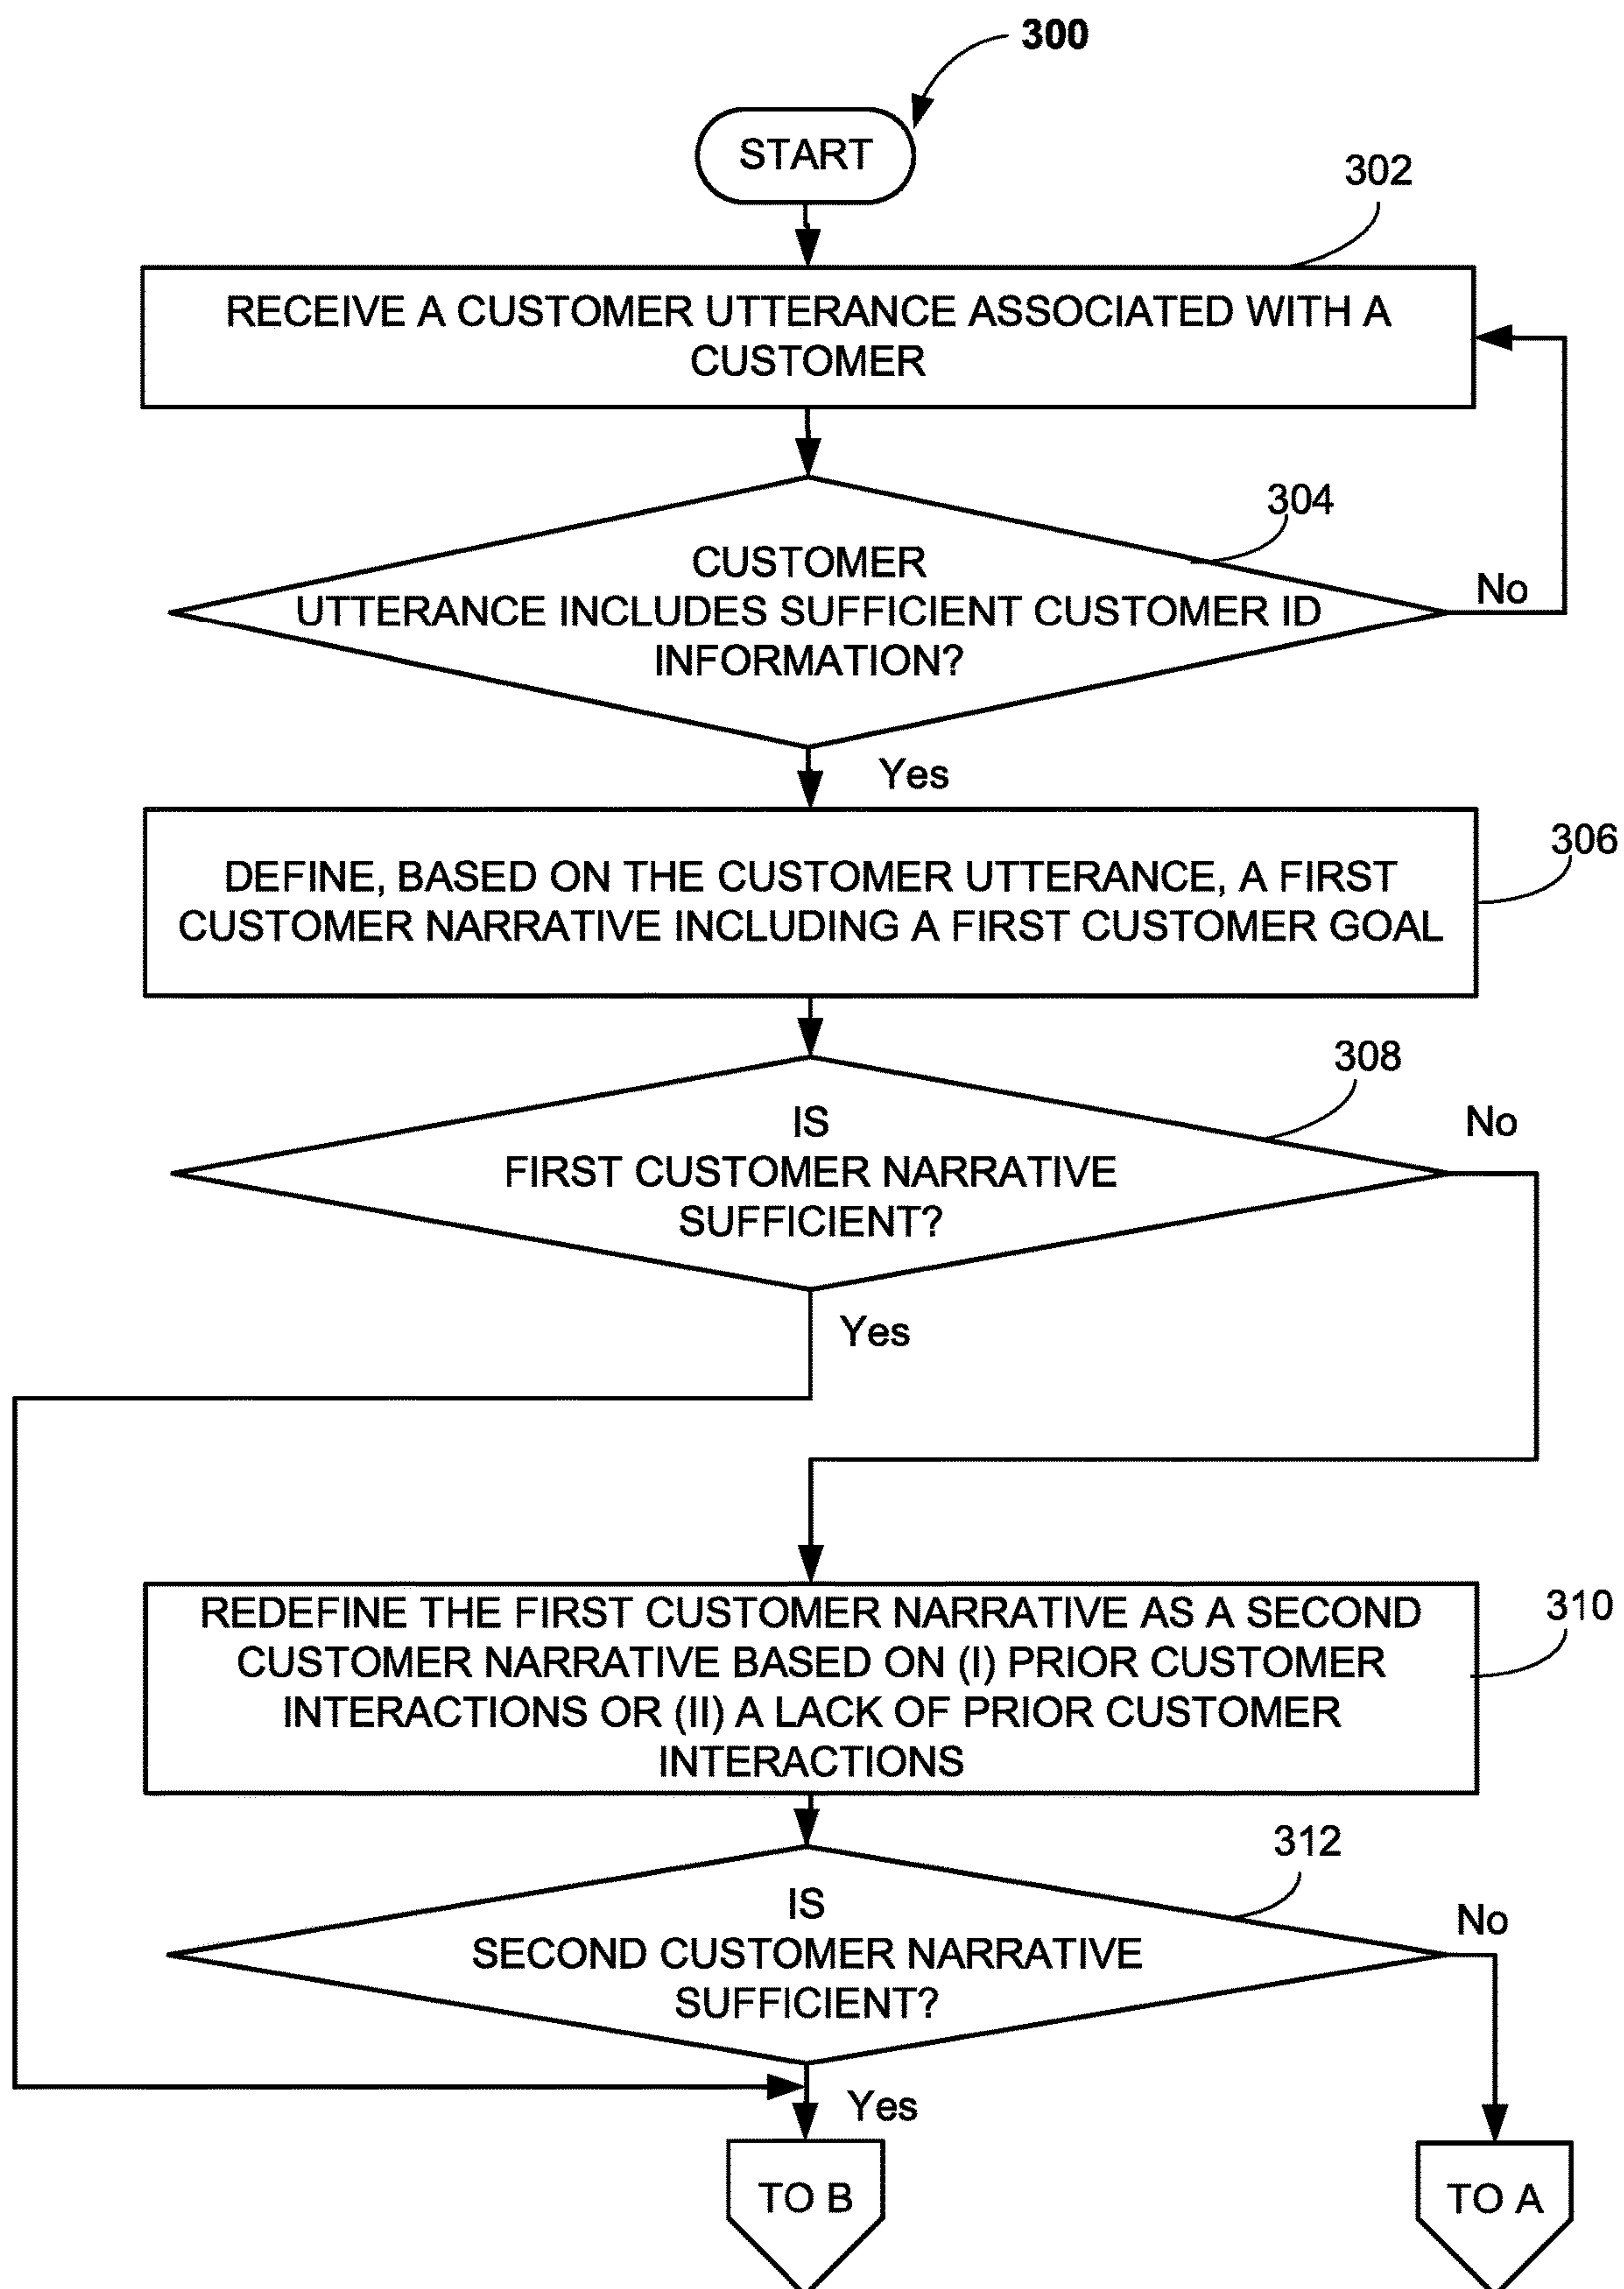 300
START
302
RECEIVE A CUSTOMER UTTERANCE ASSOCIATED WITH A
CUSTOMER
304
CUSTOMER
UTTERANCE INCLUDES SUFFICIENT CUSTOMER ID
INFORMATION?
No
Yes
306
DEFINE, BASED ON THE CUSTOMER UTTERANCE, A FIRST
CUSTOMER NARRATIVE INCLUDING A FIRST CUSTOMER GOAL
308
IS
FIRST CUSTOMER NARRATIVE
SUFFICIENT?
No
Yes
310
REDEFINE THE FIRST CUSTOMER NARRATIVE AS A SECOND
CUSTOMER NARRATIVE BASED ON (I) PRIOR CUSTOMER
INTERACTIONS OR (II) A LACK OF PRIOR CUSTOMER
INTERACTIONS
312
IS
SECOND CUSTOMER NARRATIVE
SUFFICIENT?
No
Yes
TO B
TO A